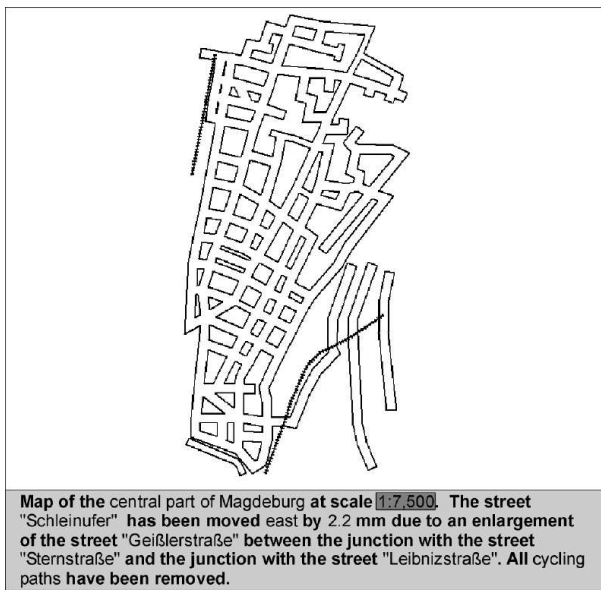 Map of the central part of Magdeburg at scale 1:7,500. The street
"Schleinufer" has been moved east by 2.2 mm due to an enlargement
of the street "Geißlerstraße" between the junction with the street
"Sternstraße" and the junction with the street "Leibnizstraße". All cycling
paths have been removed.